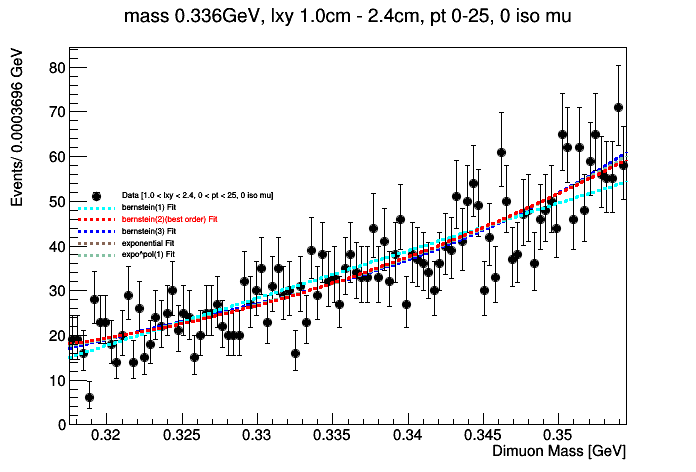 mass 0.336GeV, lxy 1.0cm - 2.4cm, pt 0-25, 0 iso mu
Events/ 0.0003696 GeV
80
70
60
50
40
30
20
10
0
Data [1.0 < lxy < 2.4, 0 < pt < 25, 0 iso mu]
bernstein(1) Fit
bernstein(2)(best order) Fit
bernstein(3) Fit
exponential Fit
expo*pol(1) Fit
0.32 0.325 0.33 0.335 0.34 0.345 0.35
Dimuon Mass [GeV]